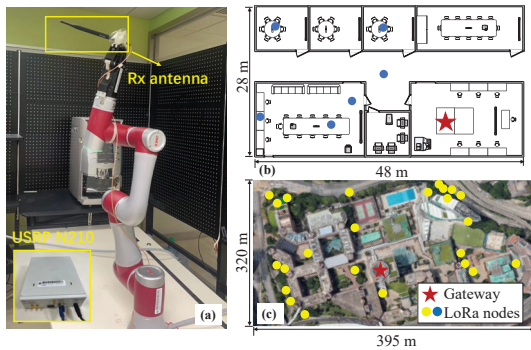 Rx antenna
USRP N210
(a)
28 m
(b)
48 m
320 m
(c)
Gateway
LoRa nodes
395 m